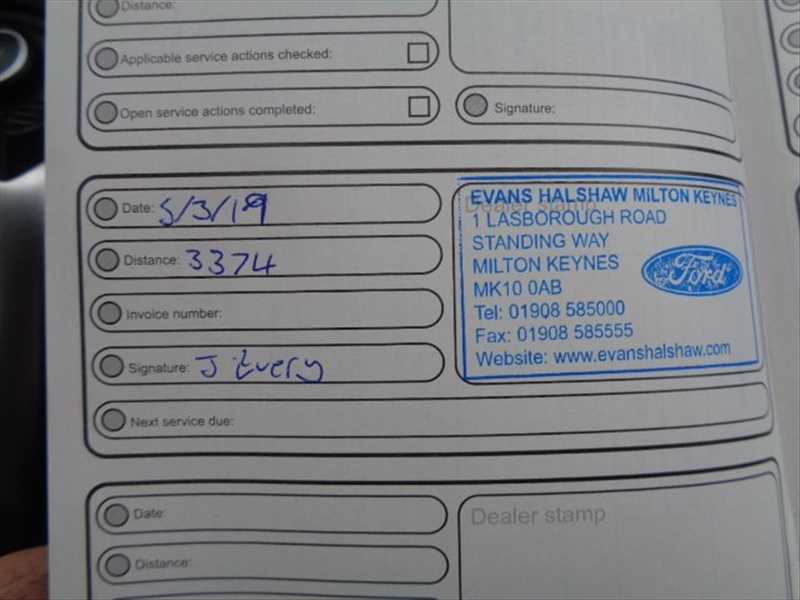 Distance:
Applicable service actions checked:
Open service actions completed:
Signature:
Date: 5/3/19
Distance: 3374
Invoice number:
Signature: J Every
Next service due:
Dealer stamp
EVANS HALSHAW MILTON KEYNES
1 LASBOROUGH ROAD
STANDING WAY
MILTON KEYNES
MK10 0AB
Tel: 01908 585000
Fax: 01908 585555
Website: www.evanshalshaw.com
Ford
Date:
Distance:
Dealer stamp